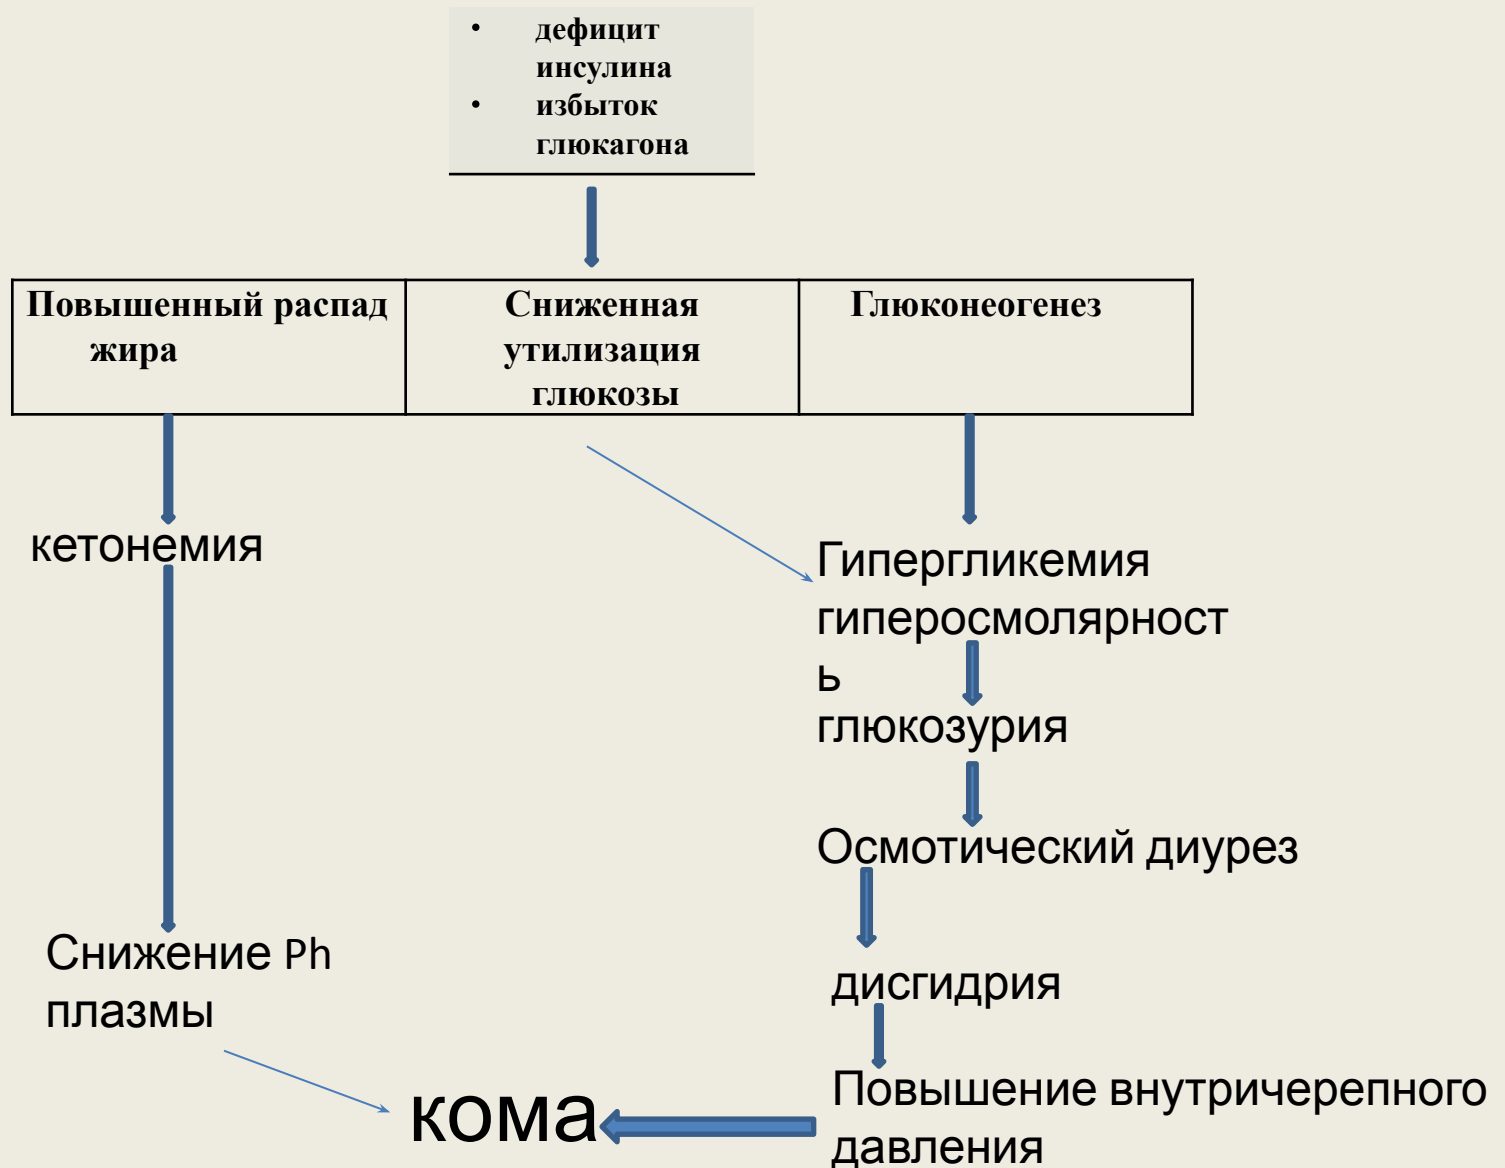 • дефицит
инсулина
• избыток
глюкагона
Повышенный распад
жира
Сниженная
утилизация
глюкозы
Глюконеогенез
кетонемия
Гипергликемия
гиперосмолярност
ь
глюкозурия
Осмотический диурез
Снижение Ph
плазмы
дисгидрия
Повышение внутричерепного
давления
кома